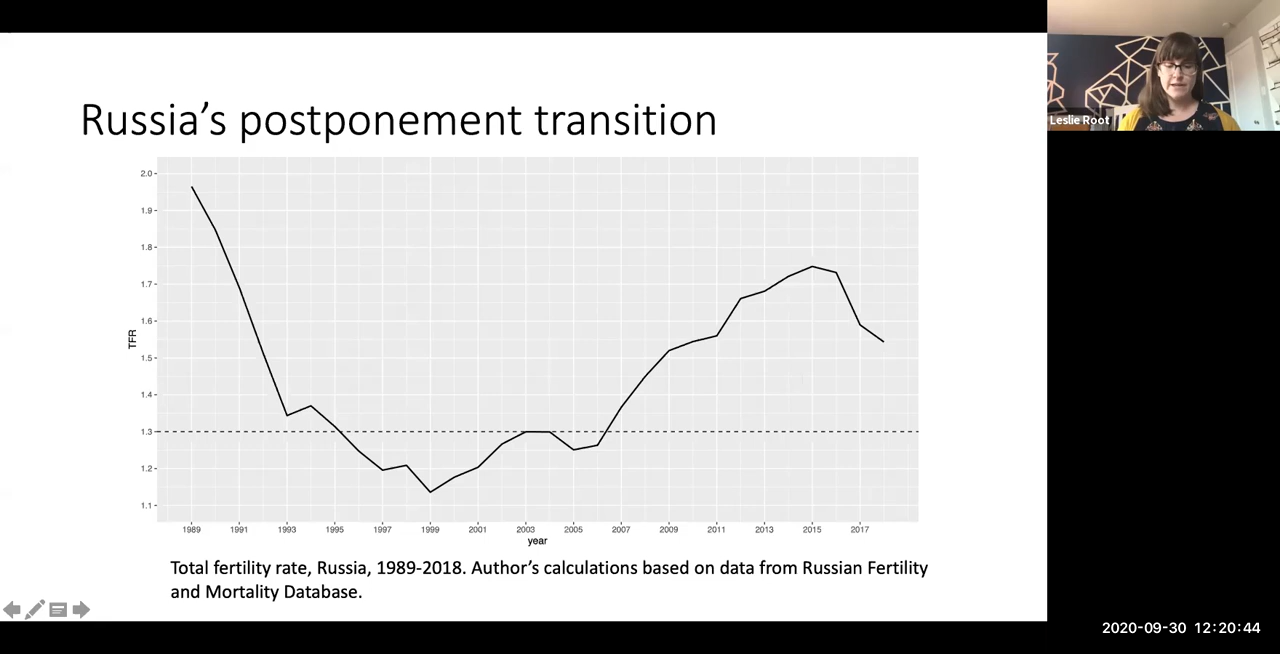 Russia's postponement transition
Leslie Root
2.0
1.9
1.8
1.7
1.6
1.5
1.4
1.3
1.2
1.1
TFR
1989 1991 1993 1995 1997 1999 2001 2003 2005 2007 2009 2011 2013 2015 2017
year
Total fertility rate, Russia, 1989-2018. Author's calculations based on data from Russian Fertility
and Mortality Database.
2020-09-30 12:20:44